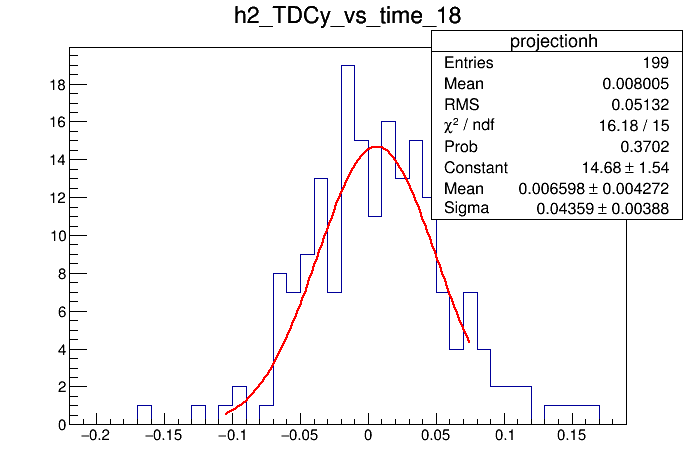 h2_TDCy_vs_time_18
projectionh
Entries 199
Mean 0.008005
RMS 0.05132
χ² / ndf 16.18 / 15
Prob 0.3702
Constant 14.68 ± 1.54
Mean 0.006598 ± 0.004272
Sigma 0.04359 ± 0.00388
18
16
14
12
10
8
6
4
2
0
−0.2 −0.15 −0.1 −0.05 0 0.05 0.1 0.15